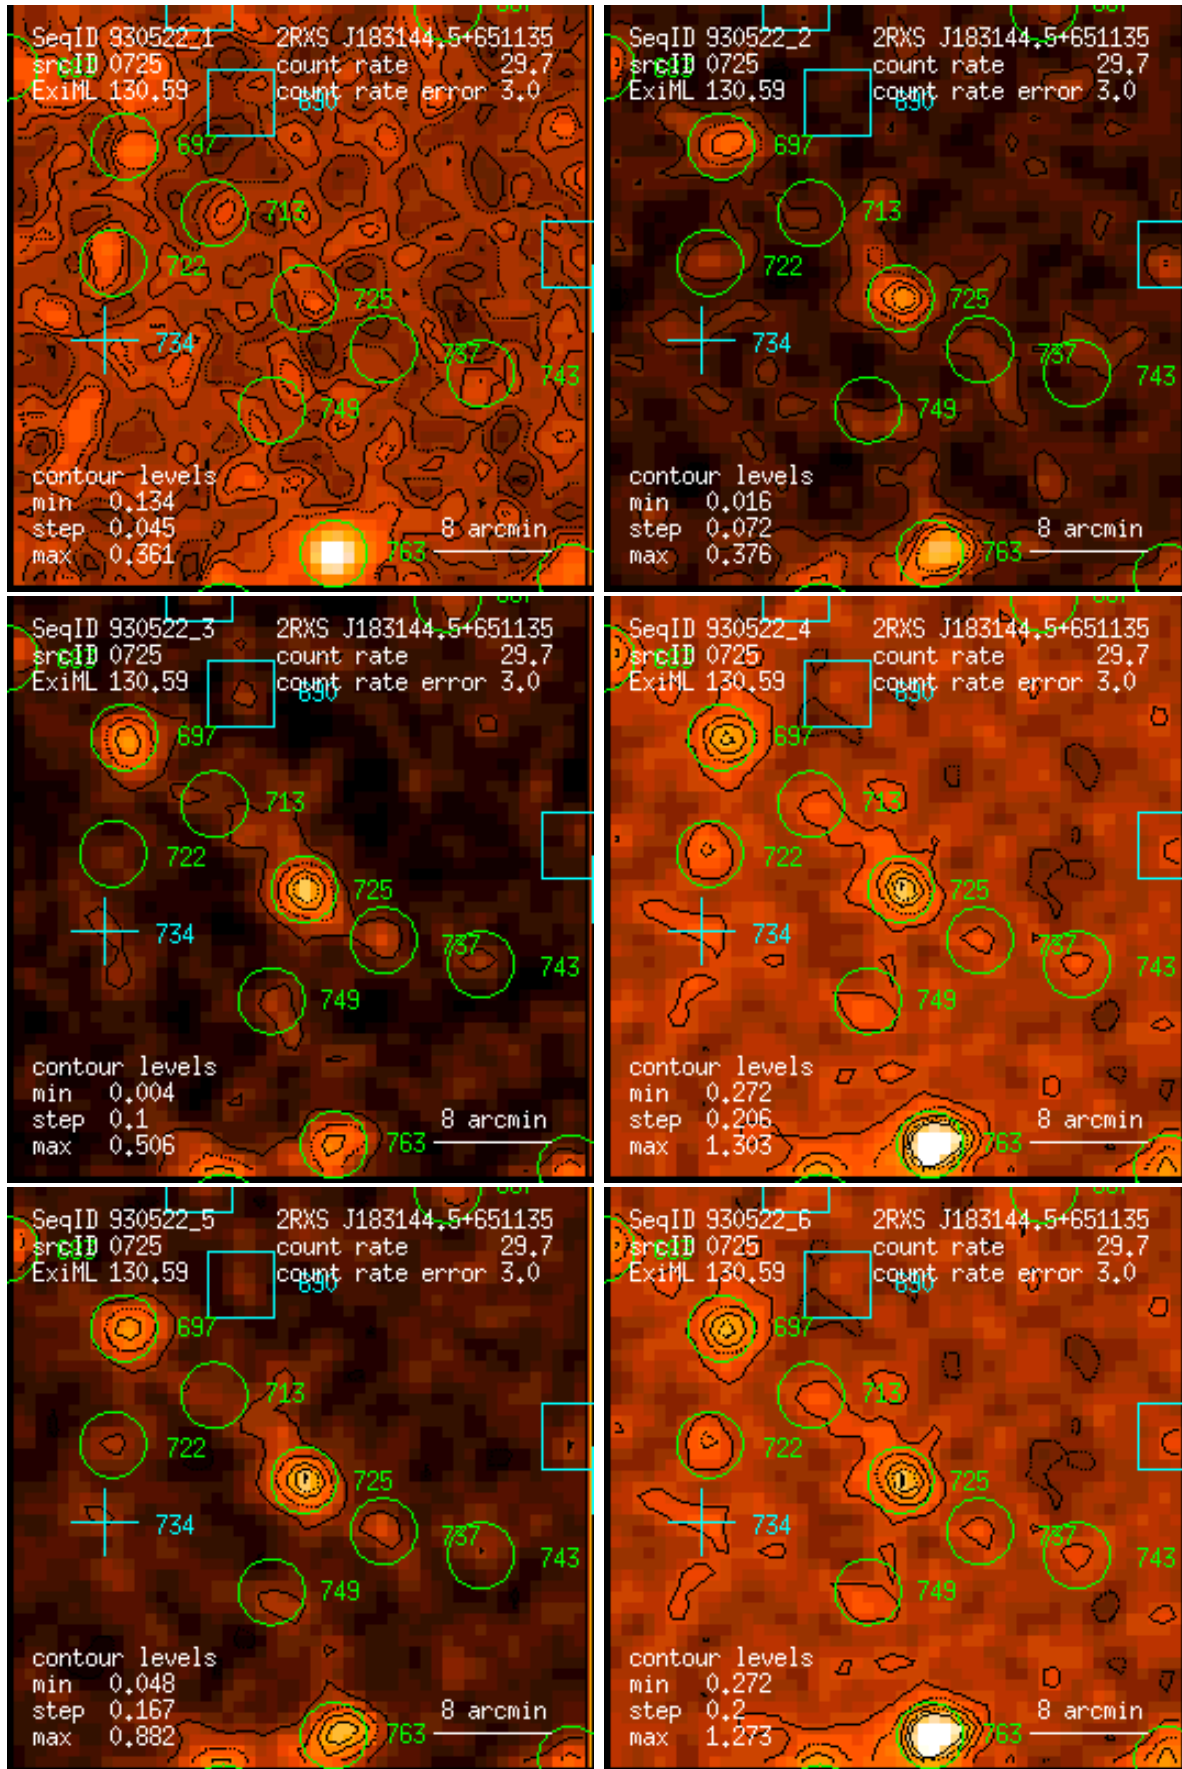 SeqID 930522_1 2RXS J183144.5+651135
srcID 0725 count rate 29.7
ExiML 130.59 count rate error 3.0
690
697
713
722
725
734
737
743
749
contour levels
min 0.134
step 0.045
max 0.361
8 arcmin
763
SeqID 930522_2 2RXS J183144.5+651135
srcID 0725 count rate 29.7
ExiML 130.59 count rate error 3.0
690
697
713
722
725
734
737
743
749
contour levels
min 0.016
step 0.072
max 0.376
8 arcmin
763
SeqID 930522_3 2RXS J183144.5+651135
srcID 0725 count rate 29.7
ExiML 130.59 count rate error 3.0
690
697
713
722
725
734
737
743
749
contour levels
min 0.004
step 0.1
max 0.506
8 arcmin
763
SeqID 930522_4 2RXS J183144.5+651135
srcID 0725 count rate 29.7
ExiML 130.59 count rate error 3.0
690
697
713
722
725
734
737
743
749
contour levels
min 0.272
step 0.206
max 1.303
8 arcmin
763
SeqID 930522_5 2RXS J183144.5+651135
srcID 0725 count rate 29.7
ExiML 130.59 count rate error 3.0
690
697
713
722
725
734
737
743
749
contour levels
min 0.048
step 0.167
max 0.882
8 arcmin
763
SeqID 930522_6 2RXS J183144.5+651135
srcID 0725 count rate 29.7
ExiML 130.59 count rate error 3.0
690
697
713
722
725
734
737
743
749
contour levels
min 0.272
step 0.2
max 1.273
8 arcmin
763